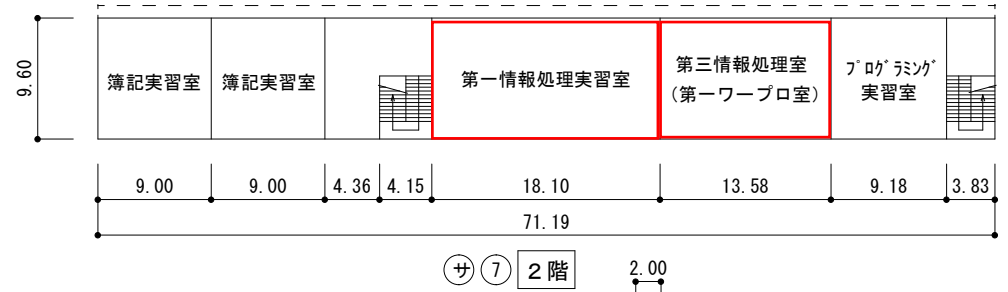 9.60
簿記実習室
簿記実習室
第一情報処理実習室
第三情報処理室
(第一ワープロ室)
プログラミング
実習室
9.00
9.00
4.36
4.15
18.10
13.58
9.18
3.83
71.19
サ 7 2階
2.00